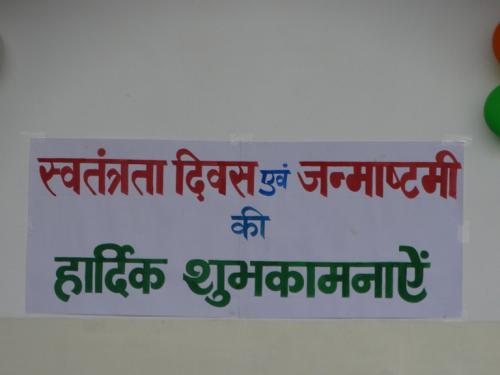 स्वतंत्रता दिवस एवं जन्माष्टमी
की
हार्दिक शुभकामनाऐं